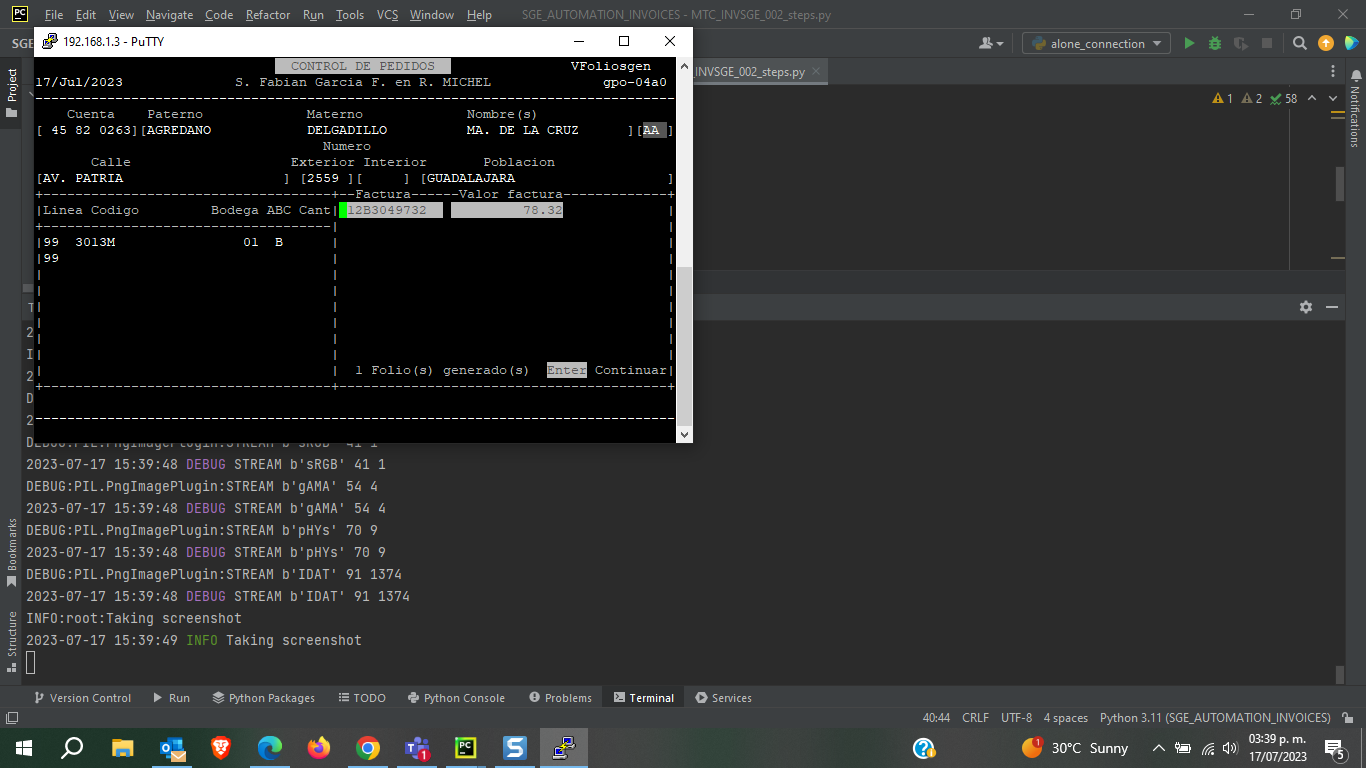 File Edit View Navigate Code Refactor Run Tools VCS Window Help SGE_AUTOMATION_INVOICES - MTC_INVSGE_002_steps.py
SGE
alone_connection
192.168.1.3 - PuTTY
_INVSGE_002_steps.py
1 2 58
CONTROL DE PEDIDOS VFoliosgen
17/Jul/2023 S. Fabian Garcia F. en R. MICHEL gpo-04a0
Cuenta Paterno Materno Nombre(s)
[ 45 82 0263][AGREDANO DELGADILLO MA. DE LA CRUZ ][AA ]
Numero
Calle Exterior Interior Poblacion
[AV. PATRIA ] [2559 ][ ] [GUADALAJARA ]
+------------------------------------+--Factura------Valor factura-------------+
|Linea Codigo Bodega ABC Cant| 12B3049732 78.32 |
|99 3013M 01 B |
|99 |
| 1 Folio(s) generado(s) Enter Continuar|
DEBUG:PIL.PngImagePlugin:STREAM b'sRGB' 41 1
2023-07-17 15:39:48 DEBUG STREAM b'sRGB' 41 1
DEBUG:PIL.PngImagePlugin:STREAM b'gAMA' 54 4
2023-07-17 15:39:48 DEBUG STREAM b'gAMA' 54 4
DEBUG:PIL.PngImagePlugin:STREAM b'pHYs' 70 9
2023-07-17 15:39:48 DEBUG STREAM b'pHYs' 70 9
DEBUG:PIL.PngImagePlugin:STREAM b'IDAT' 91 1374
2023-07-17 15:39:48 DEBUG STREAM b'IDAT' 91 1374
INFO:root:Taking screenshot
2023-07-17 15:39:49 INFO Taking screenshot
Project
Bookmarks
Structure
Notifications
Version Control Run Python Packages TODO Python Console Problems Terminal Services
40:44 CRLF UTF-8 4 spaces Python 3.11 (SGE_AUTOMATION_INVOICES)
30°C Sunny
03:39 p. m.
17/07/2023
5